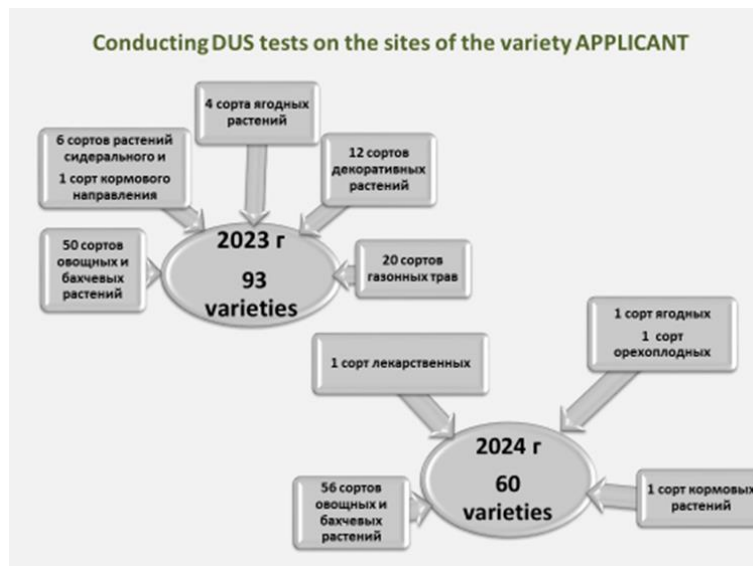 Conducting DUS tests on the sites of the variety APPLICANT
4 сорта ягодных
растений
6 сортов растений
сидерального и
1 сорт кормового
направления
12 сортов
декоративных
растений
50 сортов
овощных и
бахчевых
растений
2023 г
93
varieties
20 сортов
газонных трав
1 сорт ягодных
1 сорт
орехоплодных
1 сорт лекарственных
2024 г
60
varieties
56 сортов
овощных и
бахчевых
растений
1 сорт кормовых
растений